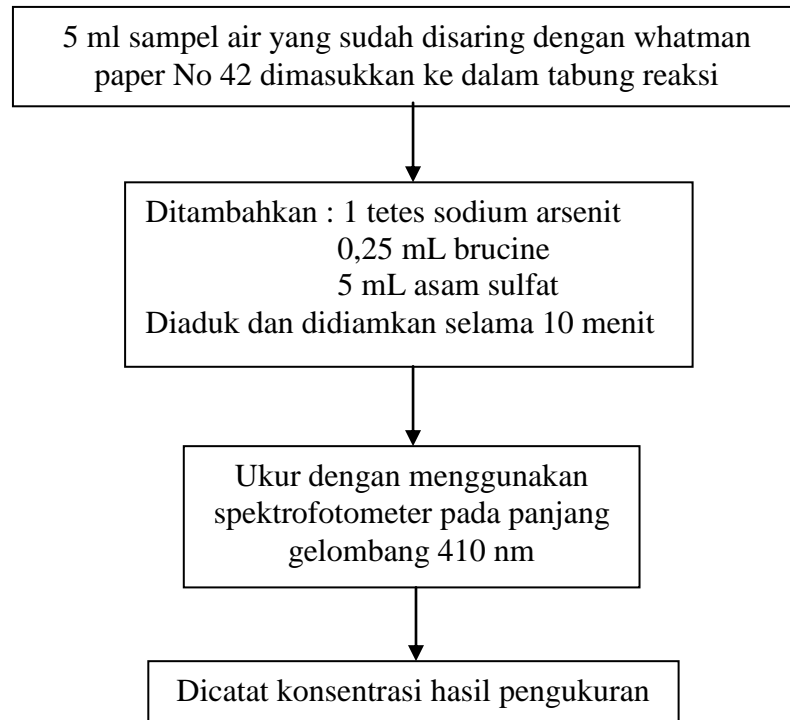 5 ml sampel air yang sudah disaring dengan whatman
paper No 42 dimasukkan ke dalam tabung reaksi
Ditambahkan : 1 tetes sodium arsenit
0,25 mL brucine
5 mL asam sulfat
Diaduk dan didiamkan selama 10 menit
Ukur dengan menggunakan
spektrofotometer pada panjang
gelombang 410 nm
Dicatat konsentrasi hasil pengukuran